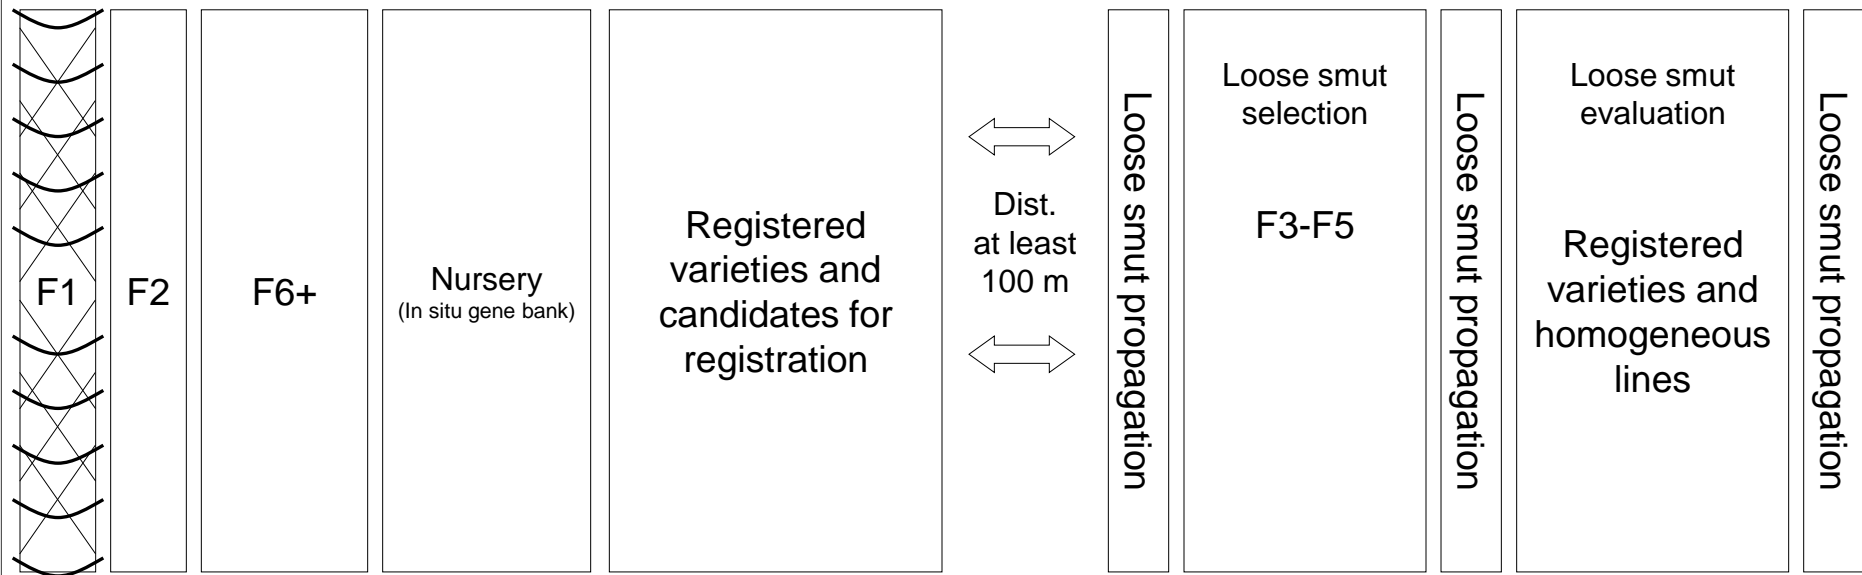 F1
F2
F6+
Nursery
(In situ gene bank)
Registered
varieties and
candidates for
registration
Dist.
at least
100 m
Loose smut propagation
Loose smut
selection
F3-F5
Loose smut propagation
Loose smut
evaluation
Registered
varieties and
homogeneous
lines
Loose smut propagation